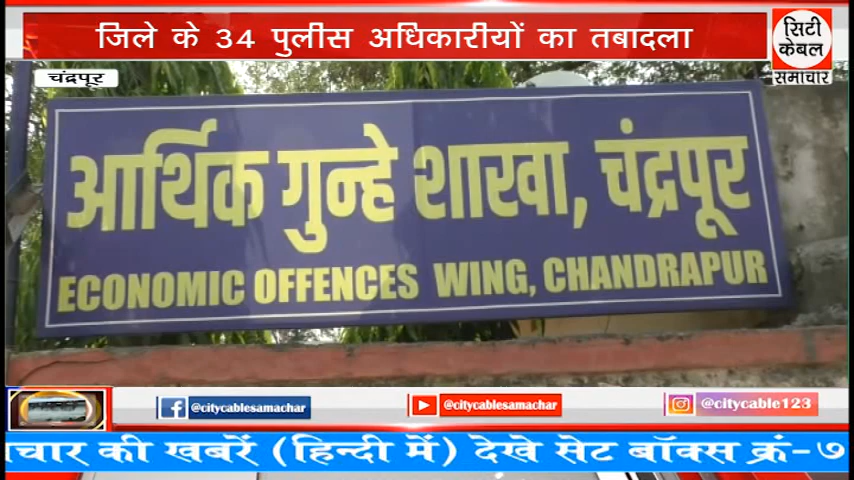 जिले के 34 पुलीस अधिकारीयों का तबादला
सिटी
केबल
समाचार
चंद्रपूर
आर्थिक गुन्हे शाखा, चंद्रपूर
ECONOMIC OFFENCES WING, CHANDRAPUR
@citycablesamachar
@citycablesamachar
@citycable123
चार की खबरें (हिन्दी में) देखे सेट बॉक्स क्रं-७